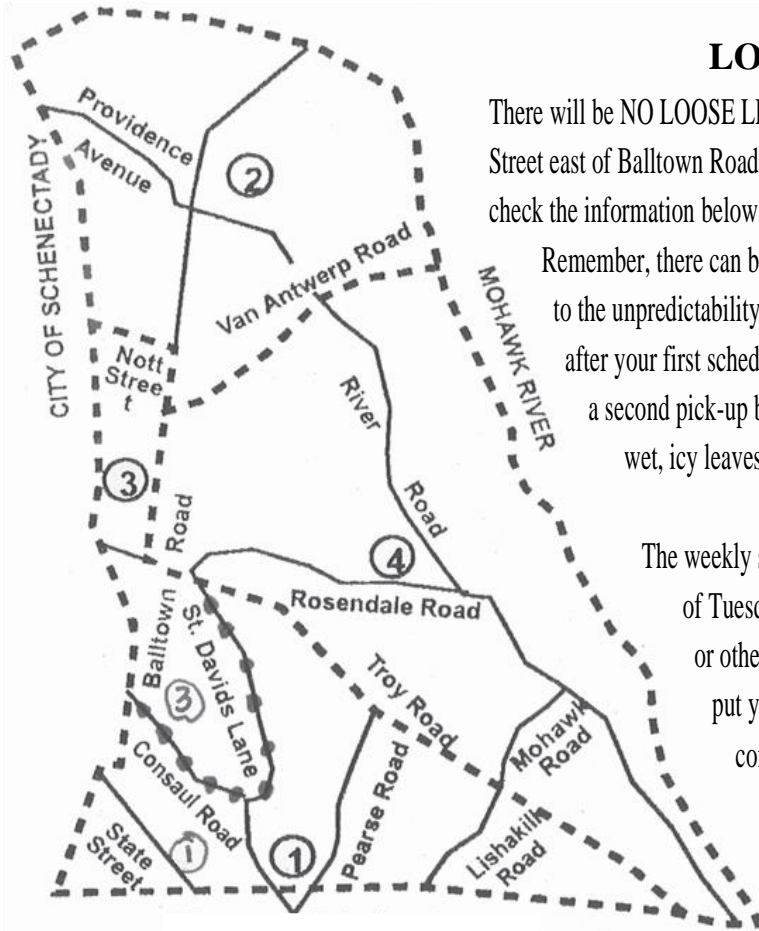 LO
There will be NO LOOSE LE
Street east of Balltown Road
check the information below
Remember, there can b
to the unpredictability
after your first sched
a second pick-up b
wet, icy leaves
The weekly s
of Tuesd
or othe
put y
con
Providence
Avenue
2
CITY OF SCHENECTADY
Van Antwerp Road
MOHAWK RIVER
Nott
Stree
t
River
Road
3
Road
Balltown
4
Rosendale Road
St. Davids Lane
3
Troy Road
Mohawk
Road
Consaul Road
Pearse Road
State
Street
1
1
Lishakill
Road